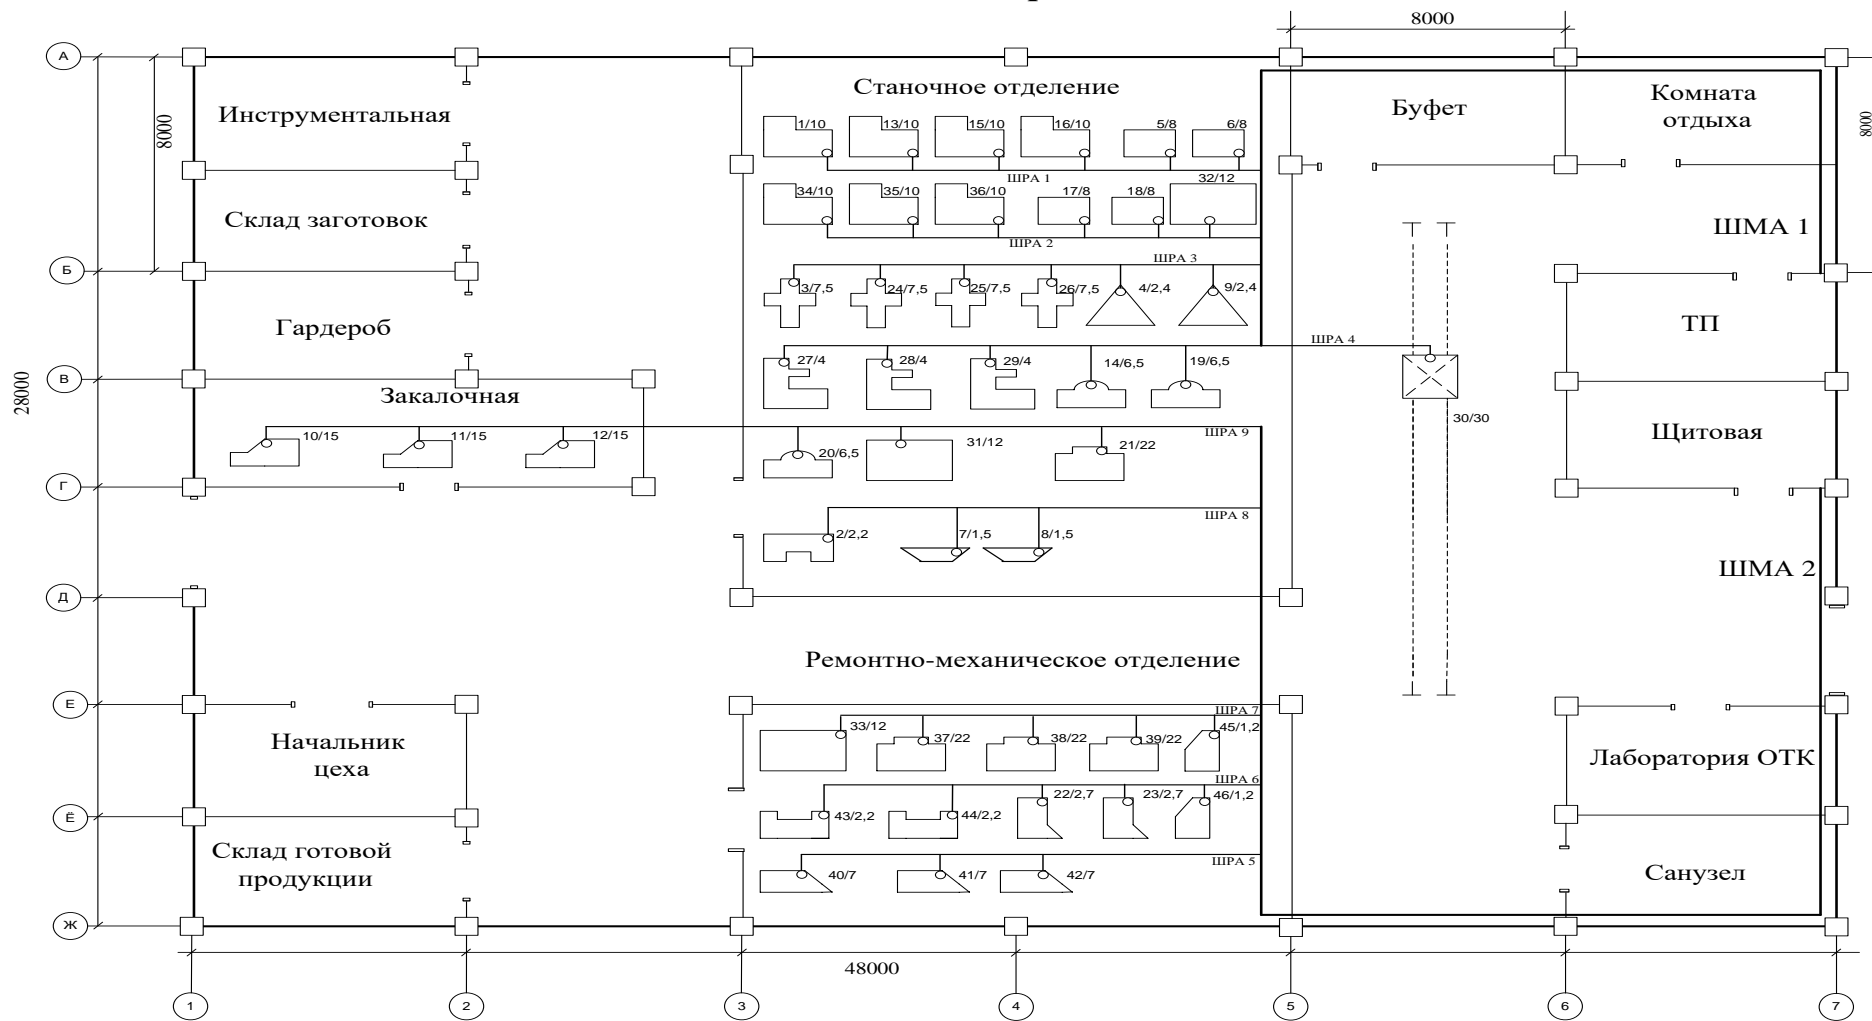 8000
А
Станочное отделение
Буфет
Комната
отдыха
Инструментальная
8000
8000
1/10
13/10
15/10
16/10
5/8
6/8
ШРА 1
32/12
34/10
35/10
36/10
17/8
18/8
Склад заготовок
ШМА 1
ШРА 2
ШРА 3
Б
3/7,5
24/7,5
25/7,5
26/7,5
4/2,4
9/2,4
Гардероб
ТП
ШРА 4
27/4
28/4
29/4
14/6,5
19/6,5
В
28000
Закалочная
30/30
Щитовая
10/15
11/15
12/15
ШРА 9
20/6,5
31/12
21/22
Г
ШРА 8
2/2,2
7/1,5
8/1,5
ШМА 2
Д
Ремонтно-механическое отделение
Е
ШРА 7
33/12
37/22
38/22
39/22
45/1,2
Начальник
цеха
Лаборатория ОТК
ШРА 6
43/2,2
44/2,2
22/2,7
23/2,7
46/1,2
Ё
Склад готовой
продукции
ШРА 5
40/7
41/7
42/7
Санузел
Ж
48000
1
2
3
4
5
6
7